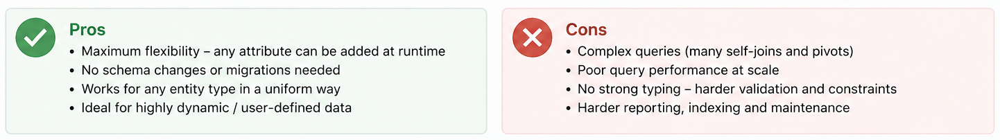 Pros
• Maximum flexibility – any attribute can be added at runtime
• No schema changes or migrations needed
• Works for any entity type in a uniform way
• Ideal for highly dynamic / user-defined data
Cons
• Complex queries (many self-joins and pivots)
• Poor query performance at scale
• No strong typing – harder validation and constraints
• Harder reporting, indexing and maintenance